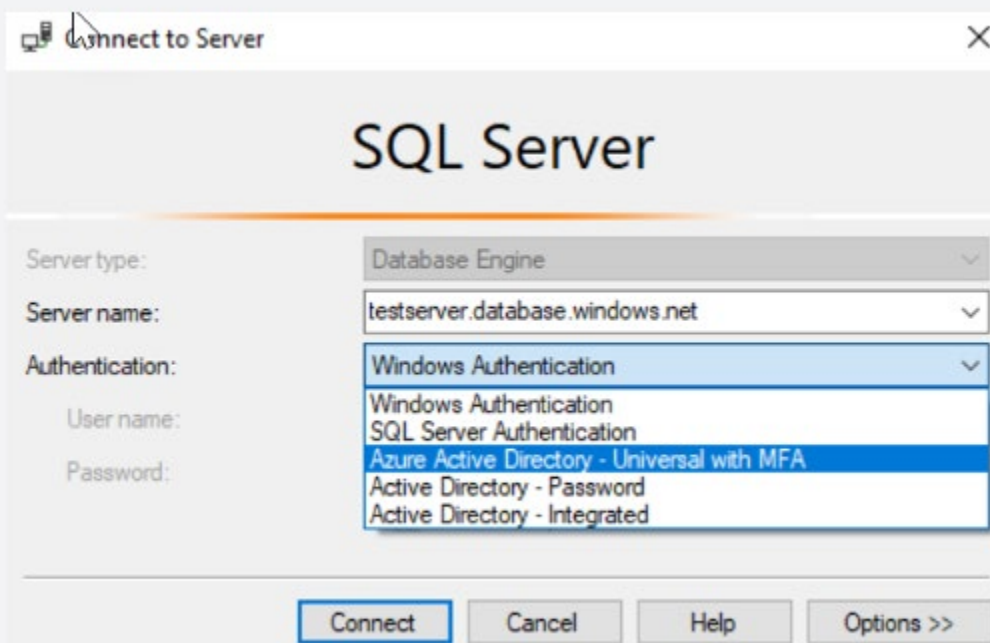 Connect to Server
SQL Server
Server type: Database Engine
Server name: testserver.database.windows.net
Authentication: Windows Authentication
Windows Authentication
SQL Server Authentication
User name:
Azure Active Directory - Universal with MFA
Password:
Active Directory - Password
Active Directory - Integrated
Connect Cancel Help Options >>